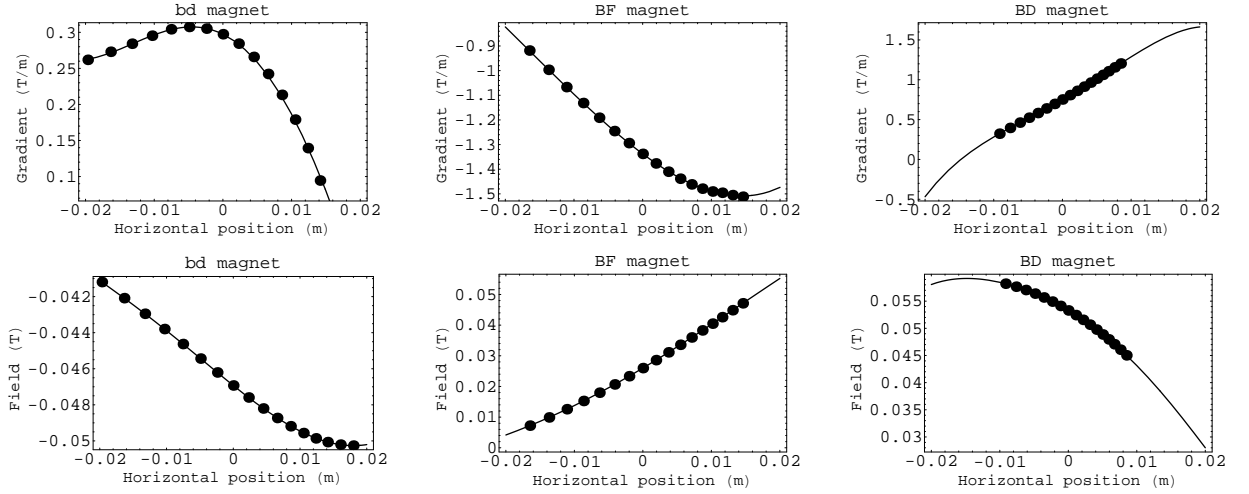 bd magnet
0.3
0.25
0.2
0.15
0.1
Gradient (T/m)
-0.02 -0.01 0 0.01 0.02
Horizontal position (m)
BF magnet
-0.9
-1
-1.1
-1.2
-1.3
-1.4
-1.5
Gradient (T/m)
-0.02 -0.01 0 0.01 0.02
Horizontal position (m)
BD magnet
1.5
1
0.5
0
-0.5
Gradient (T/m)
-0.02 -0.01 0 0.01 0.02
Horizontal position (m)
bd magnet
-0.042
-0.044
-0.046
-0.048
-0.05
Field (T)
-0.02 -0.01 0 0.01 0.02
Horizontal position (m)
BF magnet
0.05
0.04
0.03
0.02
0.01
0
Field (T)
-0.02 -0.01 0 0.01 0.02
Horizontal position (m)
BD magnet
0.055
0.05
0.045
0.04
0.035
0.03
Field (T)
-0.02 -0.01 0 0.01 0.02
Horizontal position (m)